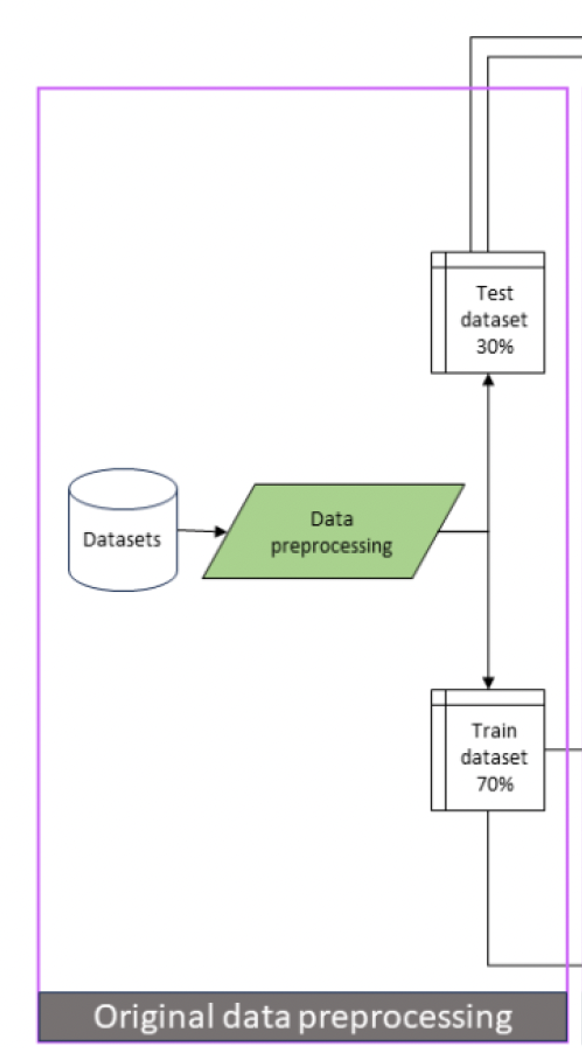 Test
dataset
30%
Datasets
Data
preprocessing
Train
dataset
70%
Original data preprocessing